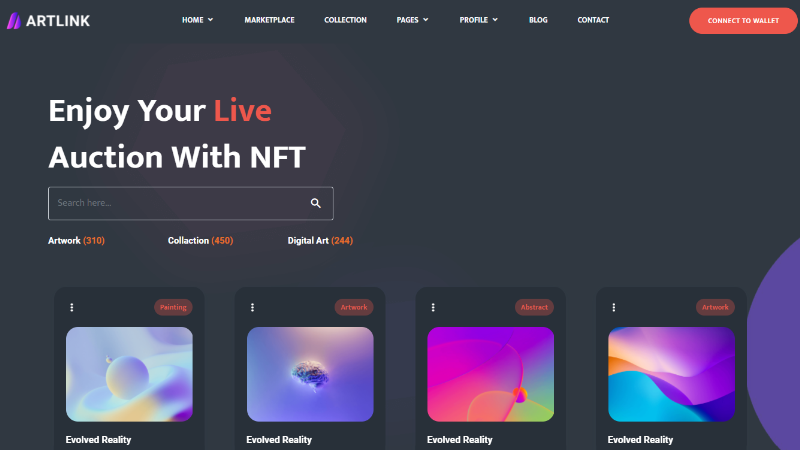 ARTLINK
HOME MARKETPLACE COLLECTION PAGES PROFILE BLOG CONTACT CONNECT TO WALLET
Enjoy Your Live
Auction With NFT
Search here...
Artwork (310) Collaction (450) Digital Art (244)
Painting Artwork Abstract Artwork
Evolved Reality Evolved Reality Evolved Reality Evolved Reality